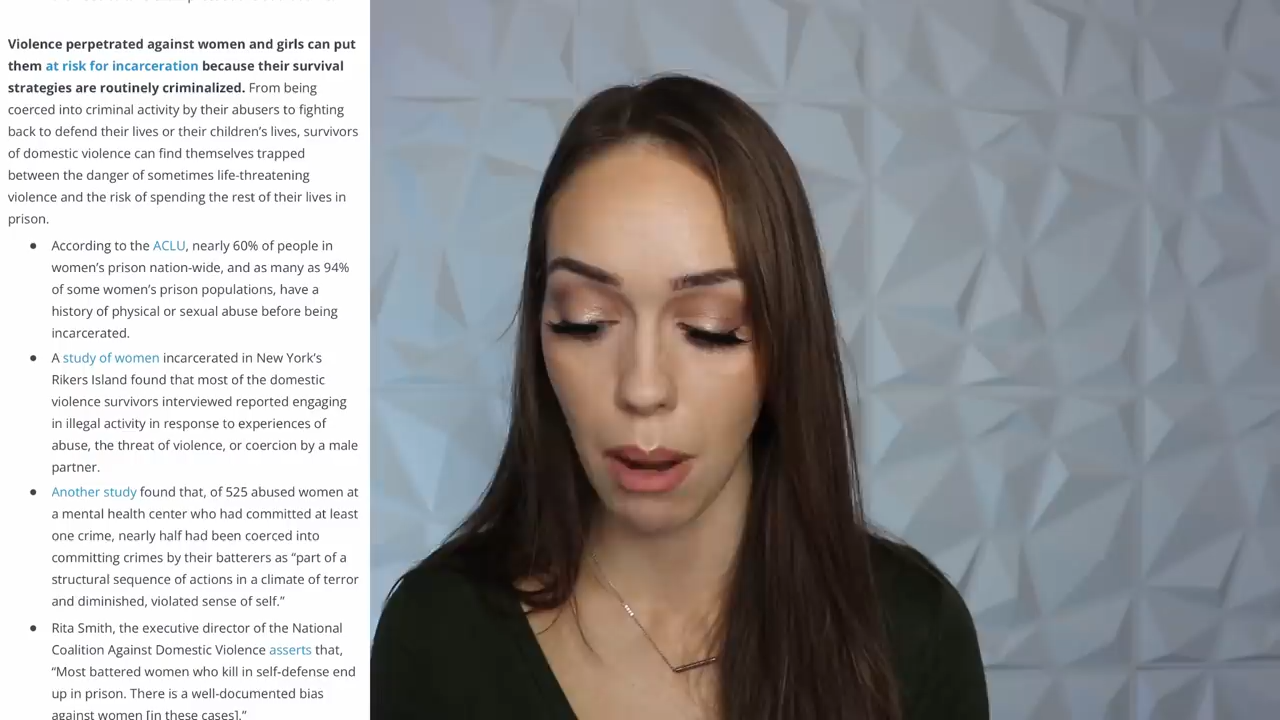 Violence perpetrated against women and girls can put
them at risk for incarceration because their survival
strategies are routinely criminalized. From being
coerced into criminal activity by their abusers to fighting
back to defend their lives or their children's lives, survivors
of domestic violence can find themselves trapped
between the danger of sometimes life-threatening
violence and the risk of spending the rest of their lives in
prison.
● According to the ACLU, nearly 60% of people in
women's prison nation-wide, and as many as 94%
of some women's prison populations, have a
history of physical or sexual abuse before being
incarcerated.
● A study of women incarcerated in New York's
Rikers Island found that most of the domestic
violence survivors interviewed reported engaging
in illegal activity in response to experiences of
abuse, the threat of violence, or coercion by a male
partner.
● Another study found that, of 525 abused women at
a mental health center who had committed at least
one crime, nearly half had been coerced into
committing crimes by their batterers as “part of a
structural sequence of actions in a climate of terror
and diminished, violated sense of self.”
● Rita Smith, the executive director of the National
Coalition Against Domestic Violence asserts that,
“Most battered women who kill in self-defense end
up in prison. There is a well-documented bias
against women [in these cases].”